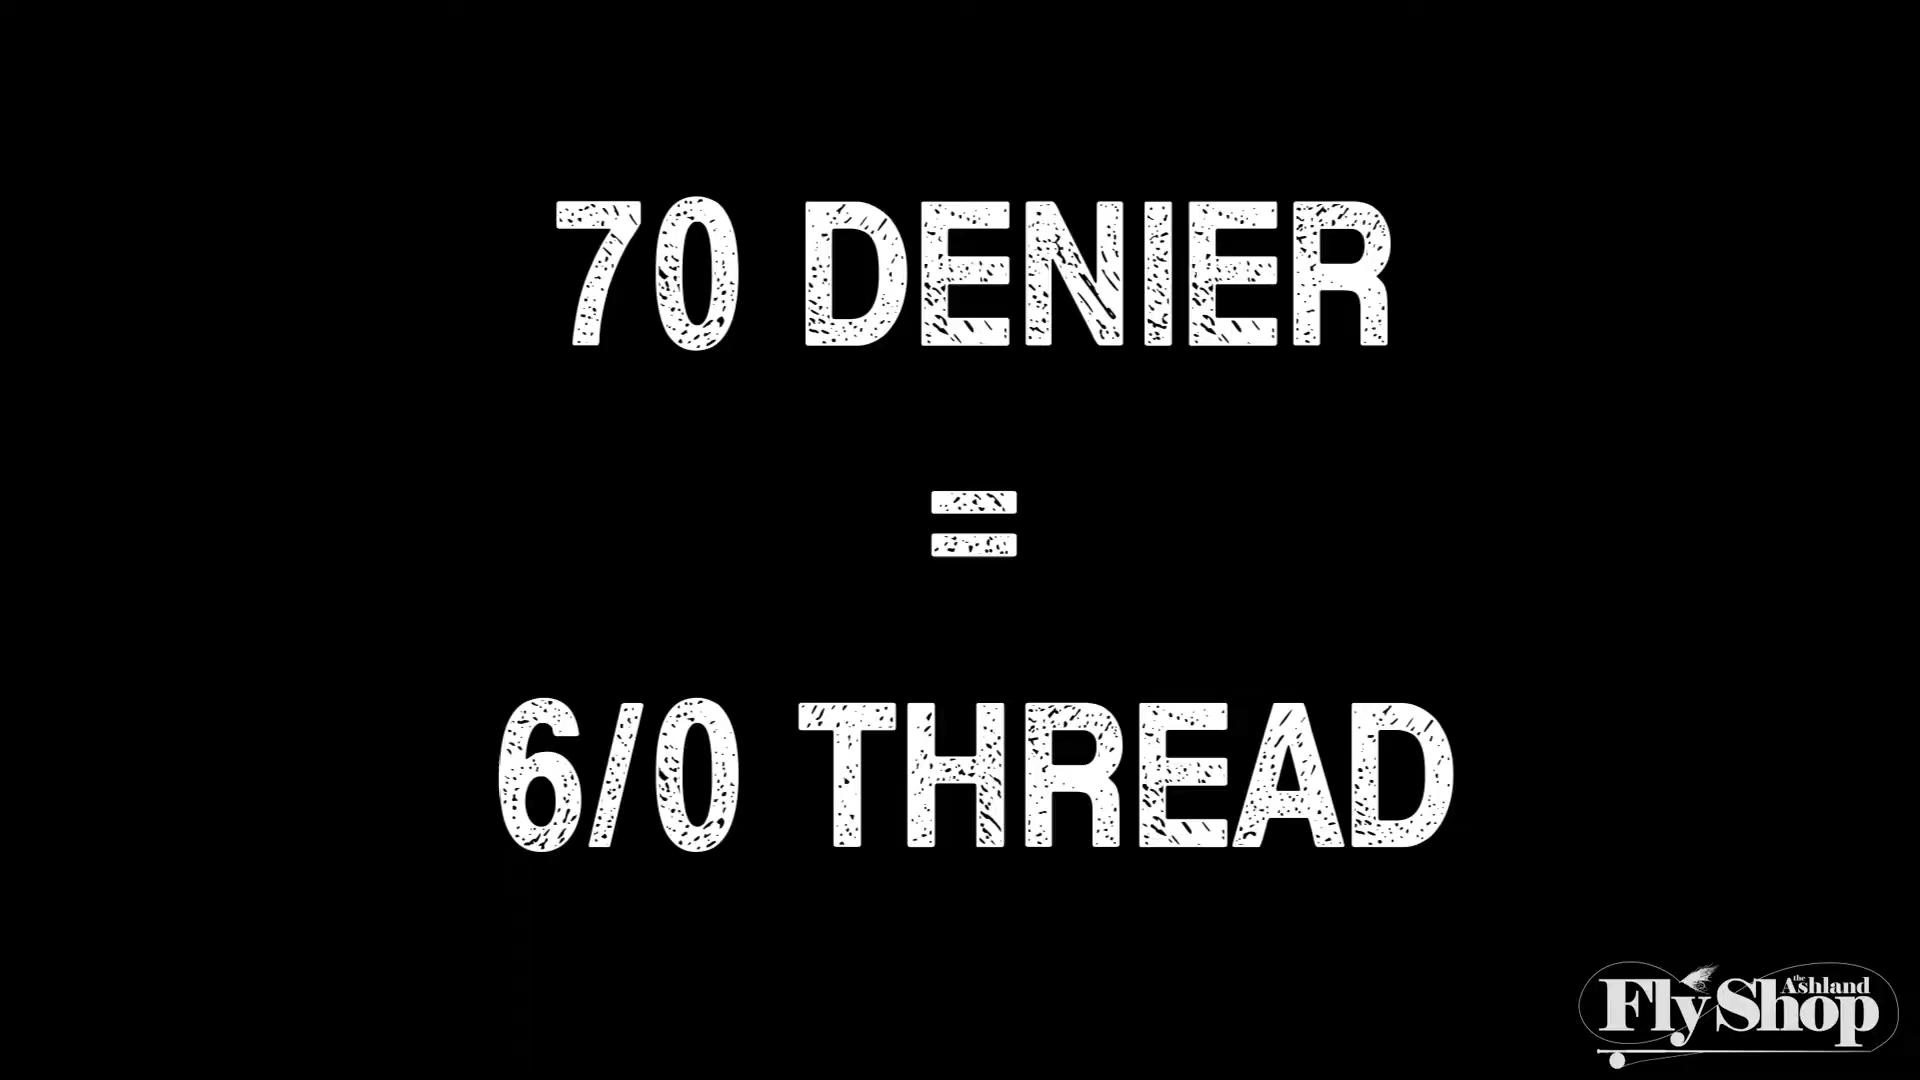 70 DENIER
=
6/0 THREAD
the Ashland
Fly Shop